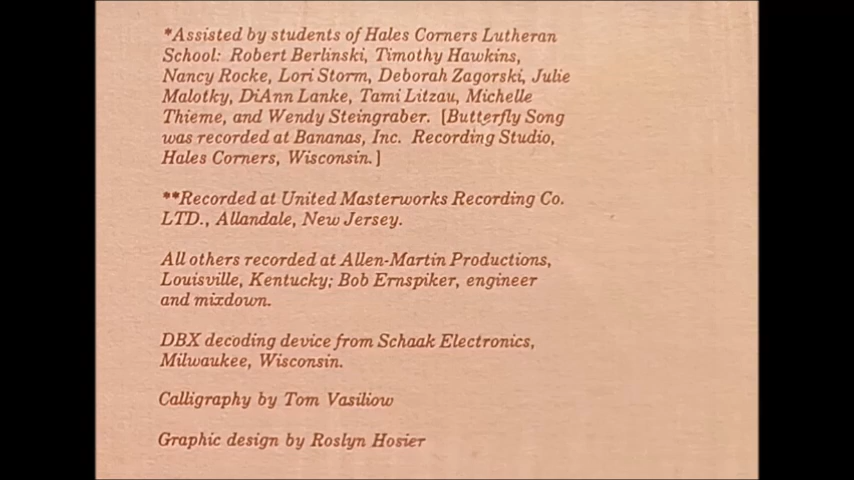 *Assisted by students of Hales Corners Lutheran
School: Robert Berlinski, Timothy Hawkins,
Nancy Rocke, Lori Storm, Deborah Zagorski, Julie
Malotky, DiAnn Lanke, Tami Litzau, Michelle
Thieme, and Wendy Steingraber. [Butterfly Song
was recorded at Bananas, Inc. Recording Studio,
Hales Corners, Wisconsin.]
**Recorded at United Masterworks Recording Co.
LTD., Allandale, New Jersey.
All others recorded at Allen-Martin Productions,
Louisville, Kentucky; Bob Ernspiker, engineer
and mixdown.
DBX decoding device from Schaak Electronics,
Milwaukee, Wisconsin.
Calligraphy by Tom Vasiliow
Graphic design by Roslyn Hosier